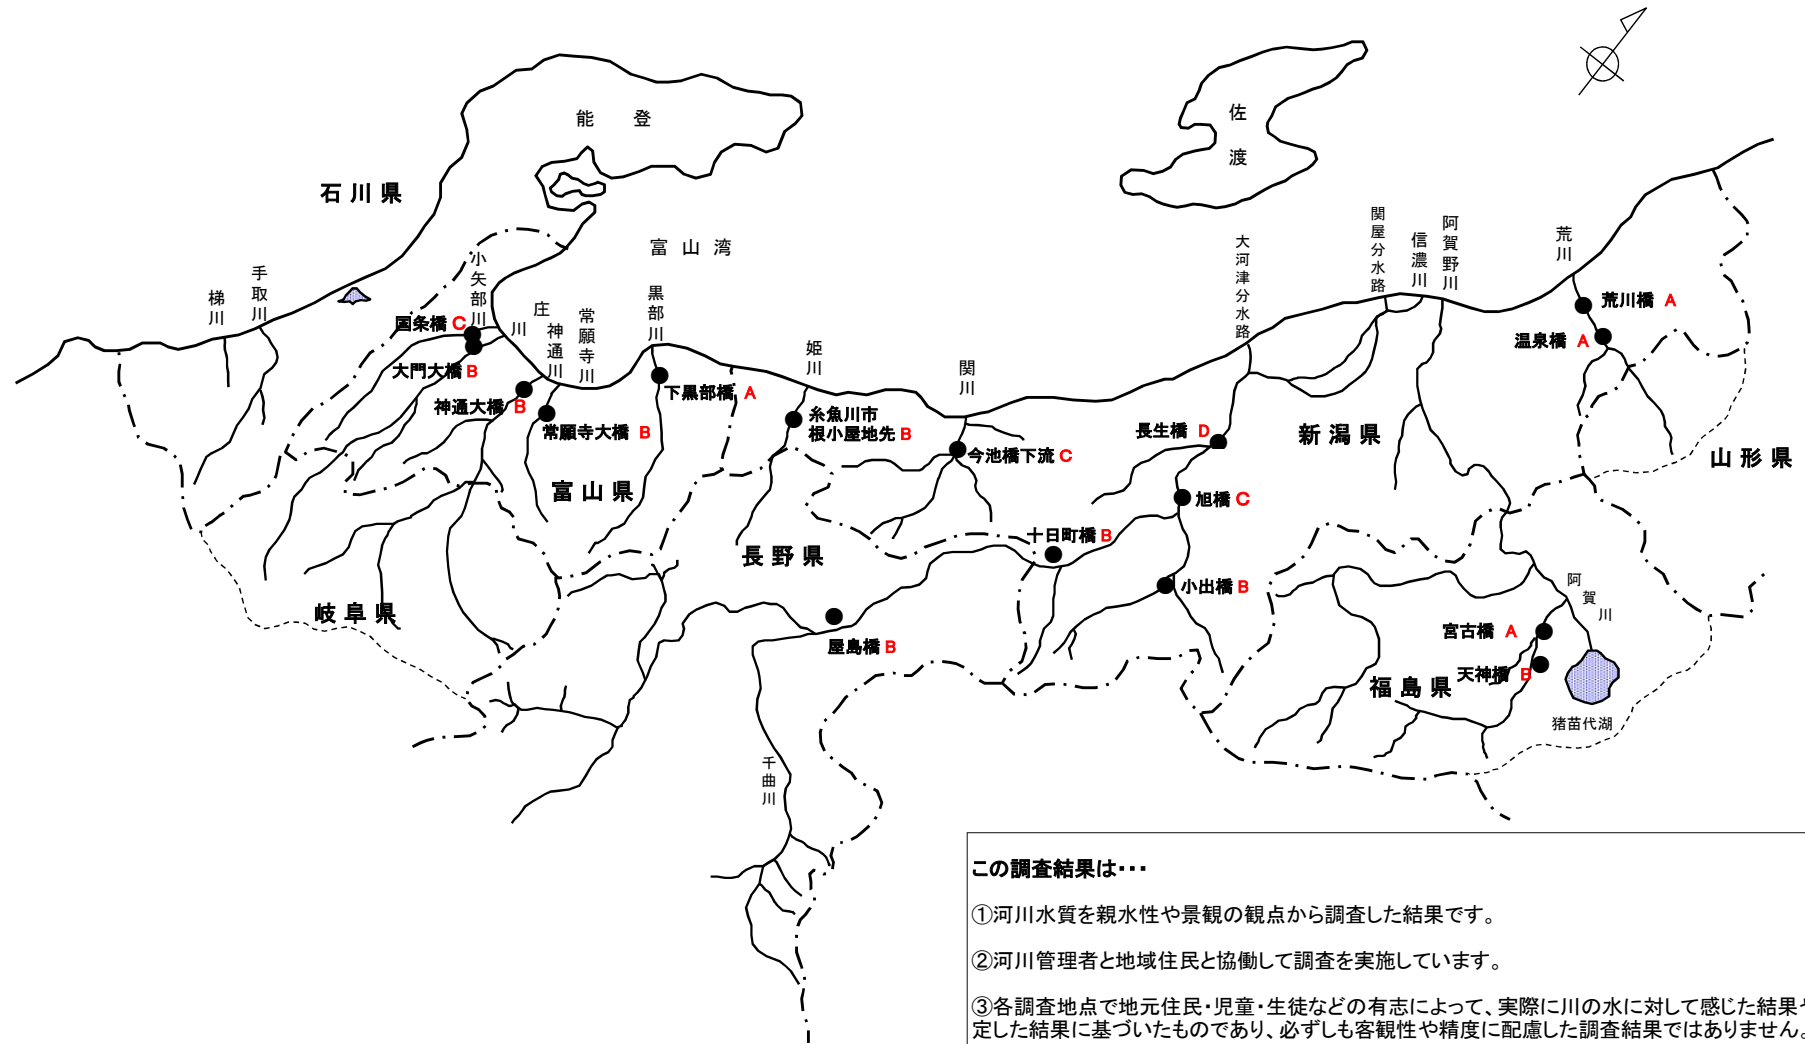 能 登
佐渡
石川県
富山湾
梯川
手取川
小矢部川
庄川
神通川
常願寺川
黒部川
姫川
関川
大河津分水路
関屋分水路
信濃川
阿賀野川
荒川
国条橋 C
大門大橋 B
神通大橋 B
常願寺大橋 B
下黒部橋 A
糸魚川市
根小屋地先 B
今池橋下流 C
長生橋 D
旭橋 C
十日町橋 B
小出橋 B
屋島橋 B
荒川橋 A
温泉橋 A
新潟県
山形県
富山県
長野県
岐阜県
福島県
阿賀川
宮古橋 A
天神橋 B
猪苗代湖
千曲川
この調査結果は・・・
①河川水質を親水性や景観の観点から調査した結果です。
②河川管理者と地域住民と協働して調査を実施しています。
③各調査地点で地元住民・児童・生徒などの有志によって、実際に川の水に対して感じた結果や
定した結果に基づいたものであり、必ずしも客観性や精度に配慮した調査結果ではありません。